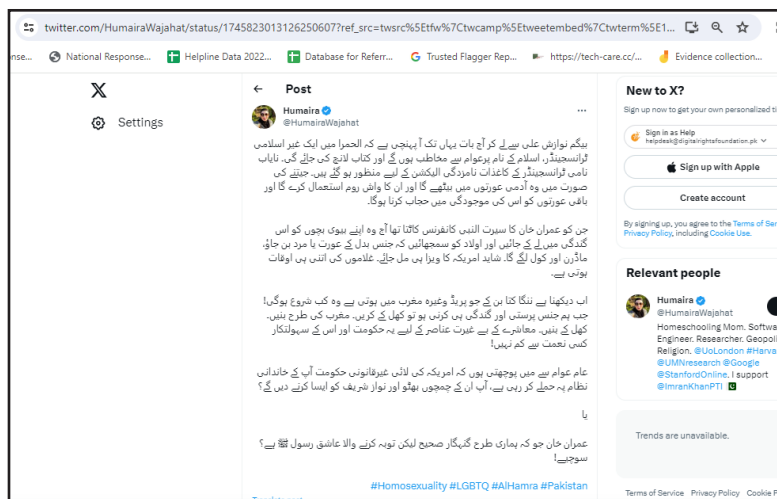 twitter.com/HumairaWajahat/status/1745823013126250607?ref_src=twsrc%5Etfw%7Ctwcamp%5Etweetembed%7Ctwterm%5E1...
nse... National Response... Helpline Data 2022... Database for Referr... Trusted Flagger Rep... https://tech-care.cc/... Evidence collection...
Settings
Post
Humaira
@HumairaWajahat
بیگم نوازش علی سے لے کر آج بات یہاں تک آ پہنچی ہے کہ الحمرا میں ایک غیر اسلامی
ٹرانسجینڈر، اسلام کے نام پرعوام سے مخاطب ہوں گے اور کتاب لانچ کی جائے گی۔ نایاب
نامی ٹرانسجینڈر کے کاغذات نامزدگی الیکشن کے لیے منظور ہو گئے ہیں۔ جیتنے کی
صورت میں وہ آدمی عورتوں میں بیٹھے گا اور ان کا واش روم استعمال کرے گا اور
باقی عورتوں کو اس کی موجودگی میں حجاب کرنا ہوگا۔
جن کو عمران خان کا سیرت النبی کانفرنس کاٹتا تھا آج وہ اپنے بیوی بچوں کو اس
گندگی میں لے کے جائیں اور اولاد کو سمجھائیں کہ جنس بدل کے عورت یا مرد بن جاؤ،
ماڈرن اور کول لگے گا۔ شاید امریکہ کا ویزا ہی مل جائے۔ غلاموں کی اتنی ہی اوقات
ہوتی ہے۔
اب دیکھنا ہے ننگا کتا بن کے جو پریڈ وغیرہ مغرب میں ہوتی ہے وہ کب شروع ہوگی!
جب ہم جنس پرستی اور گندگی ہی کرنی ہو تو کھل کے کریں۔ مغرب کی طرح بنیں۔
کھل کے بنیں۔ معاشرے کے بے غیرت عناصر کے لیے یہ حکومت اور اس کے سہولتکار
کسی نعمت سے کم نہیں!
عام عوام سے میں پوچھتی ہوں کہ امریکہ کی لائی غیرقانونی حکومت آپ کے خاندانی
نظام پہ حملے کر رہی ہے، آپ ان کے چمچوں بھٹو اور نواز شریف کو ایسا کرنے دیں گے؟
یا
عمران خان جو کہ ہماری طرح گنہگار صحیح لیکن توبہ کرنے والا عاشق رسول ﷺ ہے؟
سوچیے!
#Homosexuality #LGBTQ #AlHamra #Pakistan
New to X?
Sign up now to get your own personalized ti
Sign in as Help
helpdesk@digitalrightsfoundation.pk
Sign up with Apple
Create account
By signing up, you agree to the Terms of Ser
Privacy Policy, including Cookie Use.
Relevant people
Humaira
@HumairaWajahat
Homeschooling Mom. Softwa
Engineer. Researcher. Geopoli
Religion. @UoLondon #Harva
@UMNresearch @Google
@StanfordOnline. I support
@ImranKhanPTI
Trends are unavailable.
Terms of Service Privacy Policy Cookie P